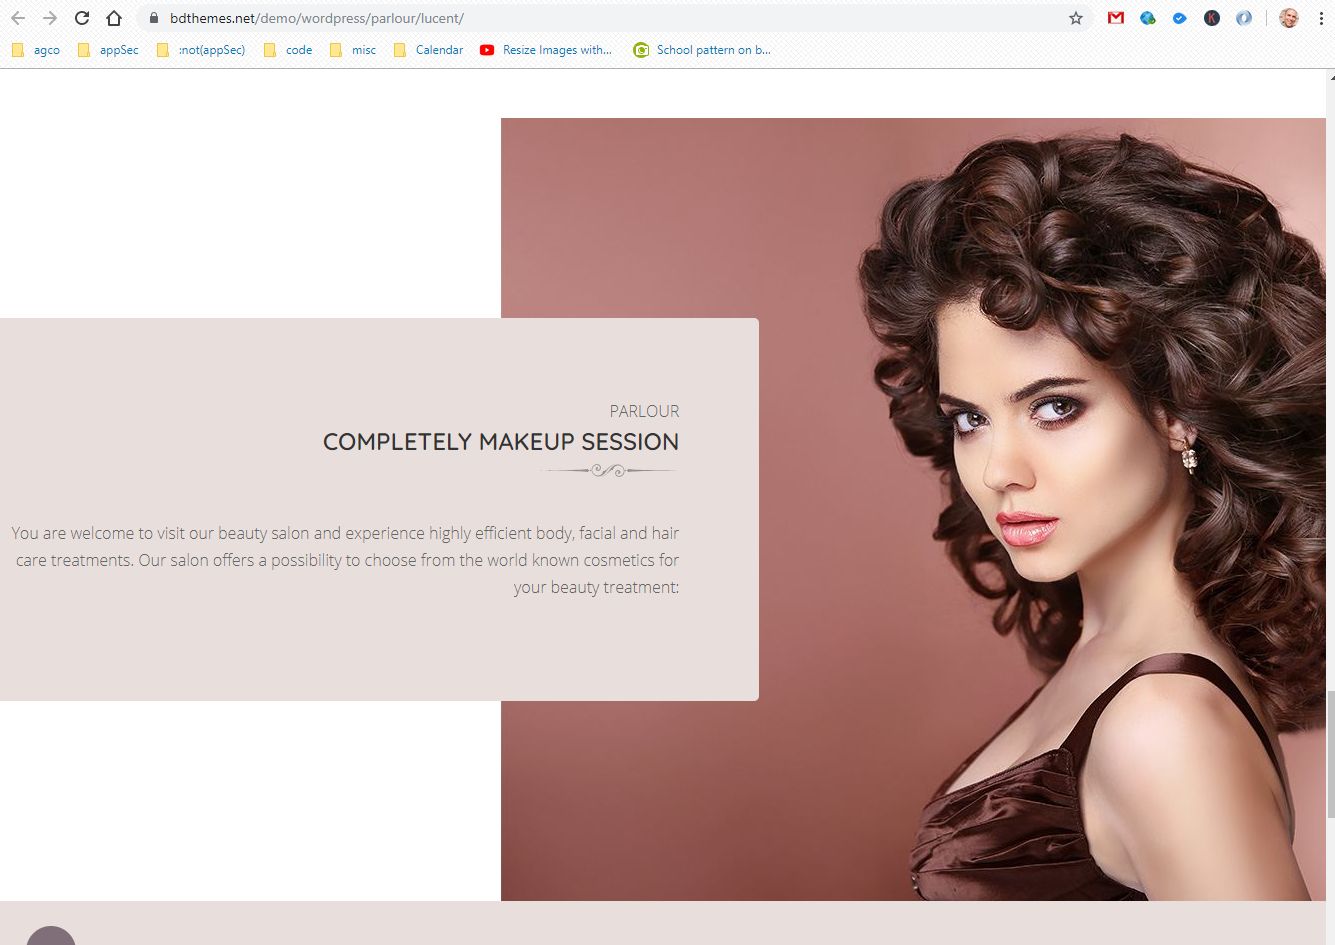 bdthemes.net/demo/wordpress/parlour/lucent/
agco appSec :not(appSec) code misc Calendar Resize Images with... School pattern on b...
PARLOUR
COMPLETELY MAKEUP SESSION
You are welcome to visit our beauty salon and experience highly efficient body, facial and hair
care treatments. Our salon offers a possibility to choose from the world known cosmetics for
your beauty treatment: